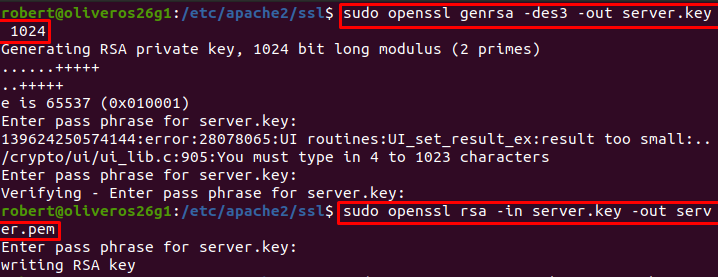 robert@oliveros26g1:/etc/apache2/ssl$ sudo openssl genrsa -des3 -out server.key
 1024
Generating RSA private key, 1024 bit long modulus (2 primes)
......+++++
..+++++
e is 65537 (0x010001)
Enter pass phrase for server.key:
139624250574144:error:28078065:UI routines:UI_set_result_ex:result too small:..
/crypto/ui/ui_lib.c:905:You must type in 4 to 1023 characters
Enter pass phrase for server.key:
Verifying - Enter pass phrase for server.key:
robert@oliveros26g1:/etc/apache2/ssl$ sudo openssl rsa -in server.key -out serv
er.pem
Enter pass phrase for server.key:
writing RSA key